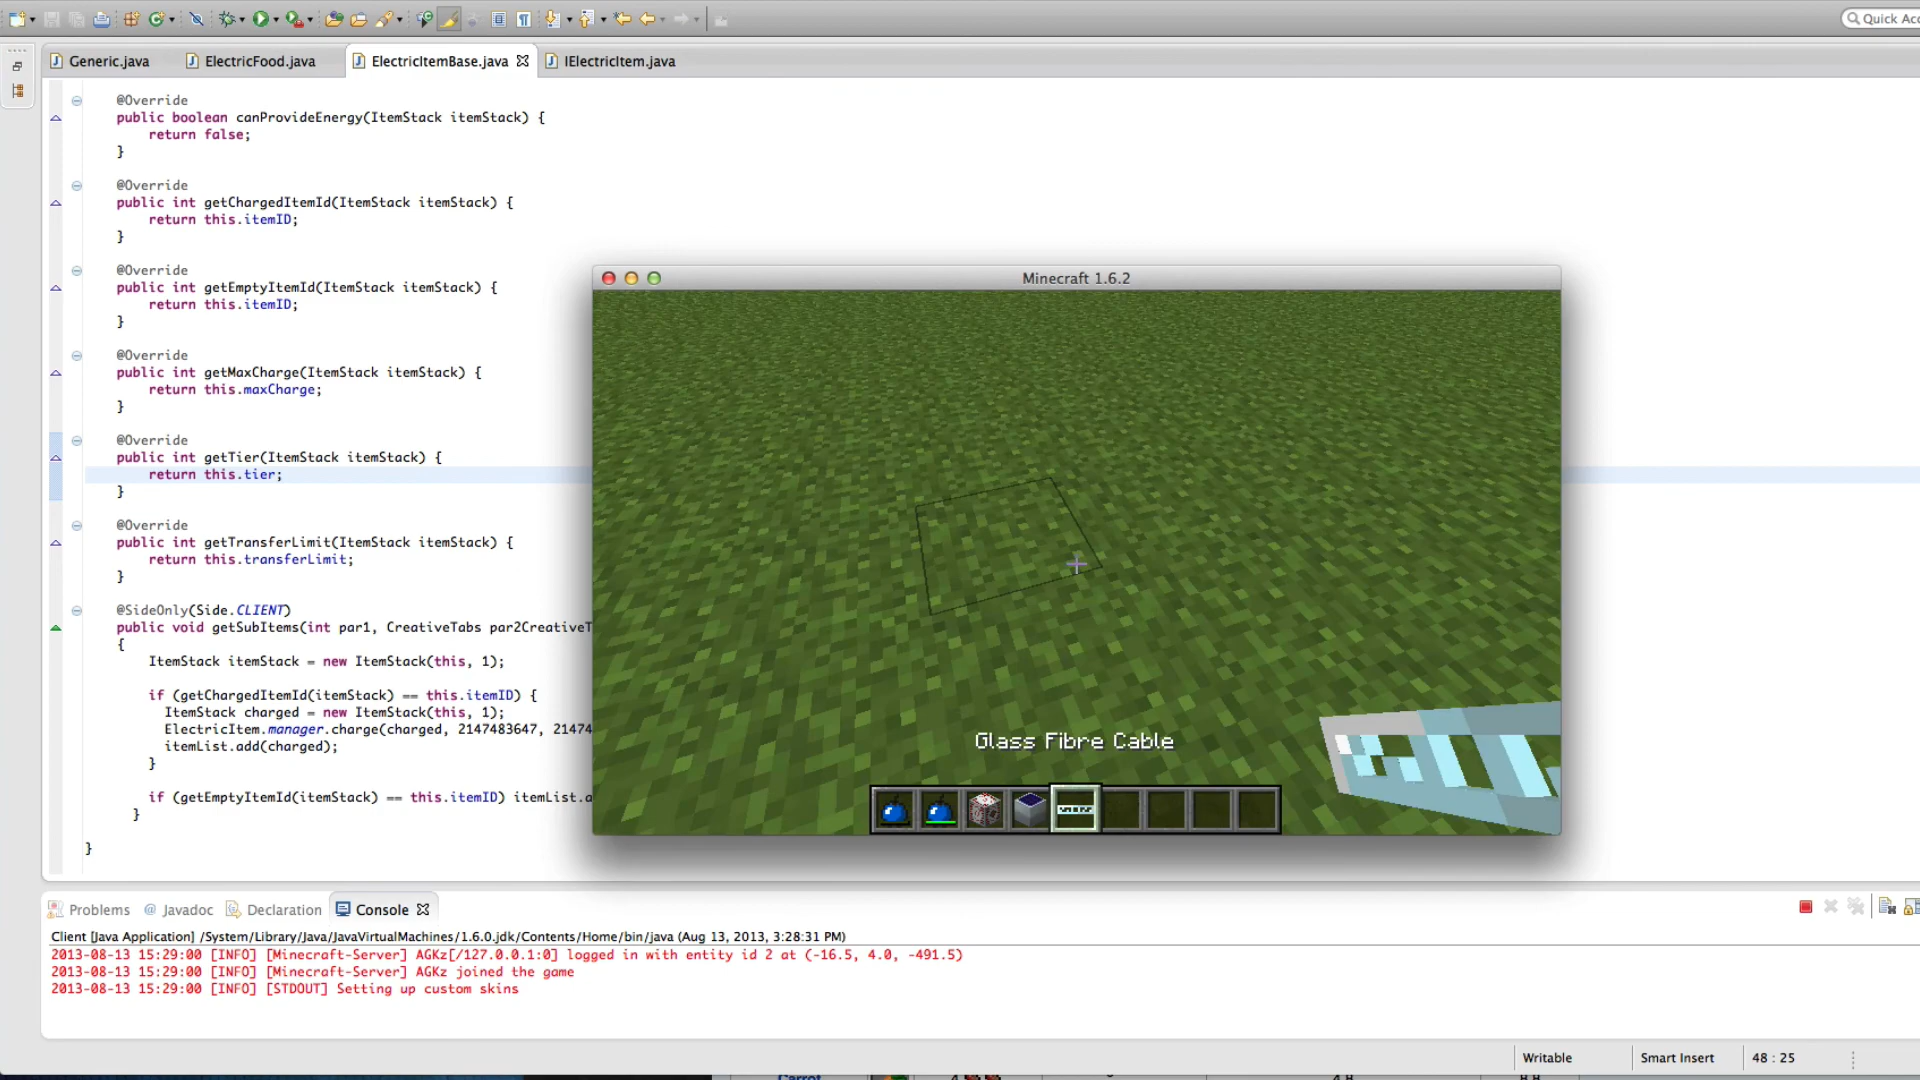 Quick Acc
Generic.java
ElectricFood.java
ElectricItemBase.java
IElectricItem.java
@Override
public boolean canProvideEnergy(ItemStack itemStack) {
return false;
}
@Override
public int getChargedItemId(ItemStack itemStack) {
return this.itemID;
}
@Override
public int getEmptyItemId(ItemStack itemStack) {
return this.itemID;
}
@Override
public int getMaxCharge(ItemStack itemStack) {
return this.maxCharge;
}
@Override
public int getTier(ItemStack itemStack) {
return this.tier;
}
@Override
public int getTransferLimit(ItemStack itemStack) {
return this.transferLimit;
}
@SideOnly(Side.CLIENT)
public void getSubItems(int par1, CreativeTabs par2CreativeT
{
ItemStack itemStack = new ItemStack(this, 1);
if (getChargedItemId(itemStack) == this.itemID) {
ItemStack charged = new ItemStack(this, 1);
ElectricItem.manager.charge(charged, 2147483647, 21474
itemList.add(charged);
}
if (getEmptyItemId(itemStack) == this.itemID) itemList.a
}
}
Minecraft 1.6.2
Glass Fibre Cable
Problems
Javadoc
Declaration
Console
Client [Java Application] /System/Library/Java/JavaVirtualMachines/1.6.0.jdk/Contents/Home/bin/java (Aug 13, 2013, 3:28:31 PM)
2013-08-13 15:29:00 [INFO] [Minecraft-Server] AGKz[/127.0.0.1:0] logged in with entity id 2 at (-16.5, 4.0, -491.5)
2013-08-13 15:29:00 [INFO] [Minecraft-Server] AGKz joined the game
2013-08-13 15:29:00 [INFO] [STDOUT] Setting up custom skins
Writable
Smart Insert
48 : 25
Carrot